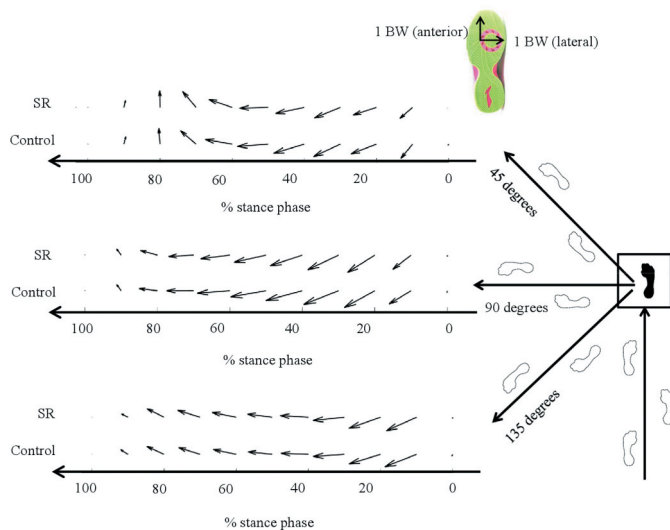 1 BW (anterior)
1 BW (lateral)
SR
Control
100 80 60 40 20 0
% stance phase
45 degrees
SR
Control
100 80 60 40 20 0
% stance phase
90 degrees
SR
Control
100 80 60 40 20 0
% stance phase
135 degrees